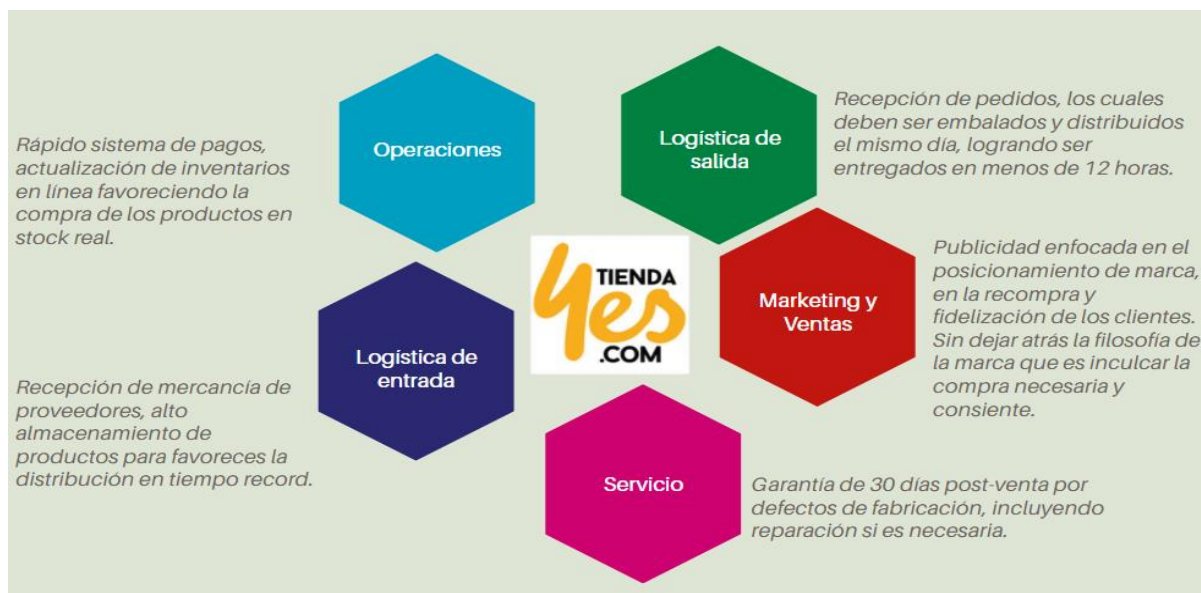 Operaciones
Rápido sistema de pagos,
actualización de inventarios
en línea favoreciendo la
compra de los productos en
stock real.
Logística de
salida
Recepción de pedidos, los cuales
deben ser embalados y distribuidos
el mismo día, logrando ser
entregados en menos de 12 horas.
TIENDA
Yes
.COM
Marketing y
Ventas
Publicidad enfocada en el
posicionamiento de marca,
en la recompra y
fidelización de los clientes.
Sin dejar atrás la filosofía de
la marca que es inculcar la
compra necesaria y
consiente.
Logística de
entrada
Recepción de mercancía de
proveedores, alto
almacenamiento de
productos para favoreces la
distribución en tiempo record.
Servicio
Garantía de 30 días post-venta por
defectos de fabricación, incluyendo
reparación si es necesaria.